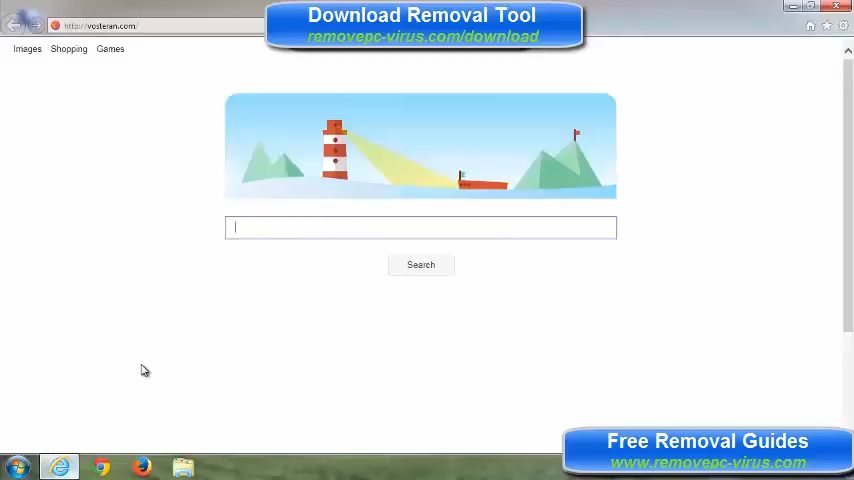 Download Removal Tool
removepc-virus.com/download
http://vosteran.com/
Images Shopping Games
Search
Free Removal Guides
www.removepc-virus.com